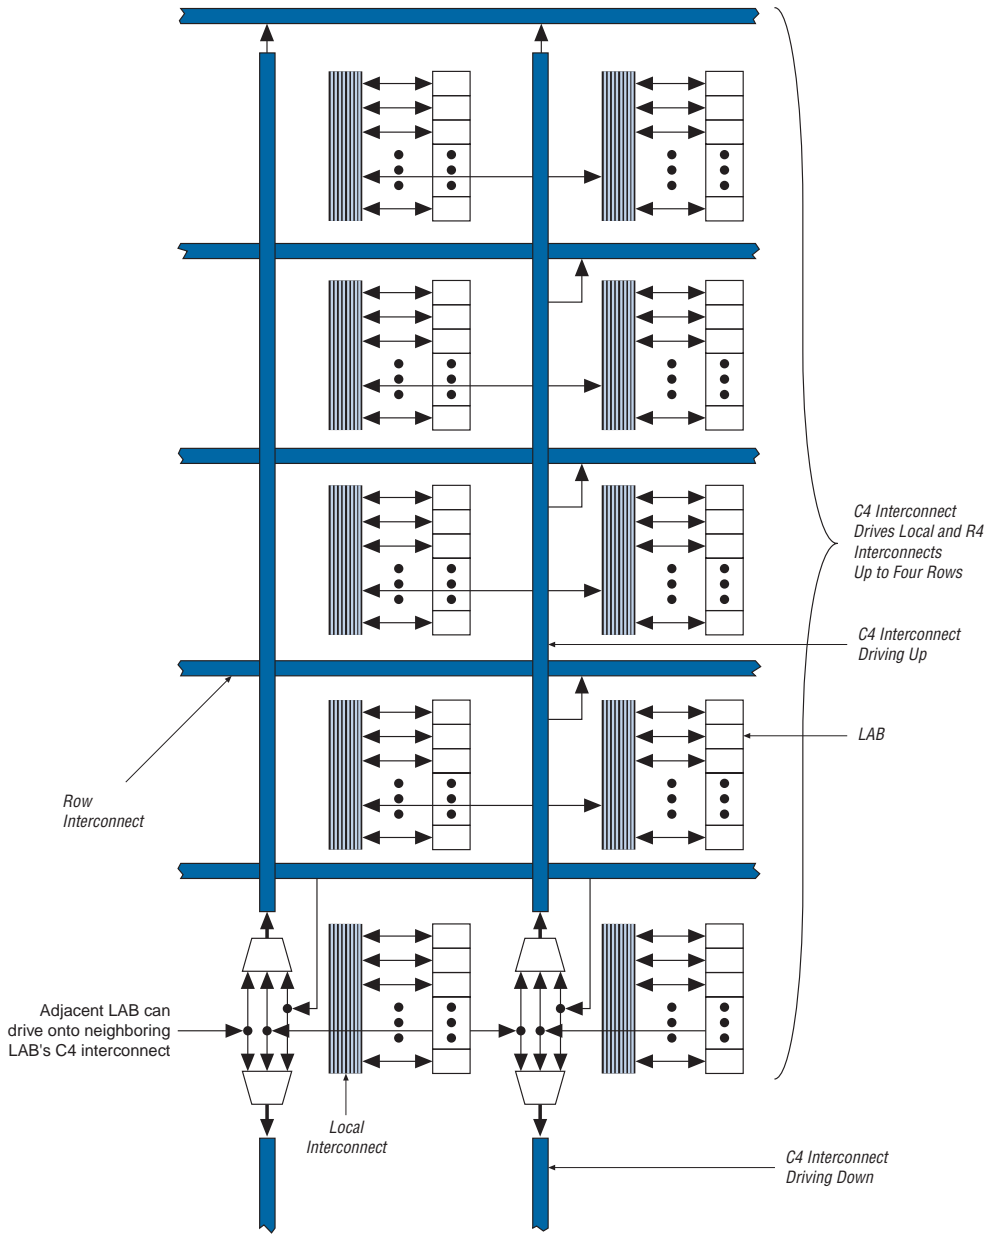 C4 Interconnect
Drives Local and R4
Interconnects
Up to Four Rows
C4 Interconnect
Driving Up
LAB
Row
Interconnect
Adjacent LAB can
drive onto neighboring
LAB's C4 interconnect
Local
Interconnect
C4 Interconnect
Driving Down